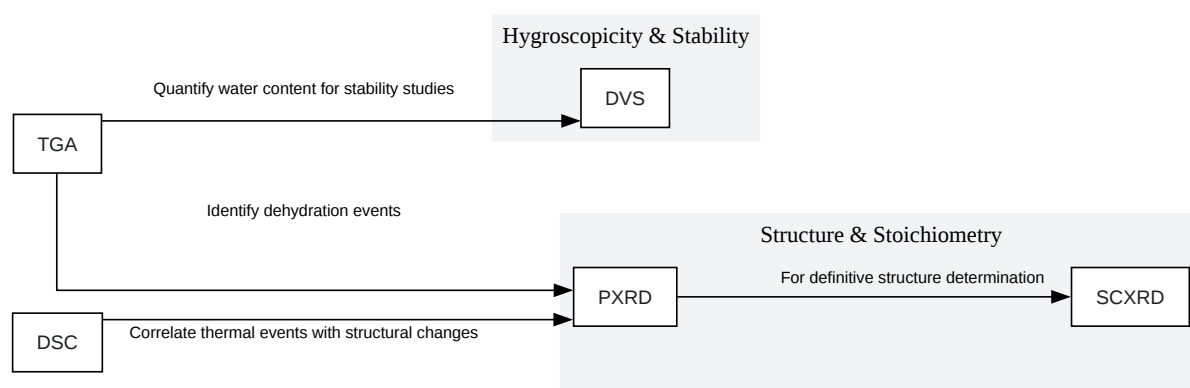 Hygroscopicity & Stability
Quantify water content for stability studies
DVS
TGA
Identify dehydration events
Structure & Stoichiometry
For definitive structure determination
PXRD
SCXRD
Correlate thermal events with structural changes
DSC